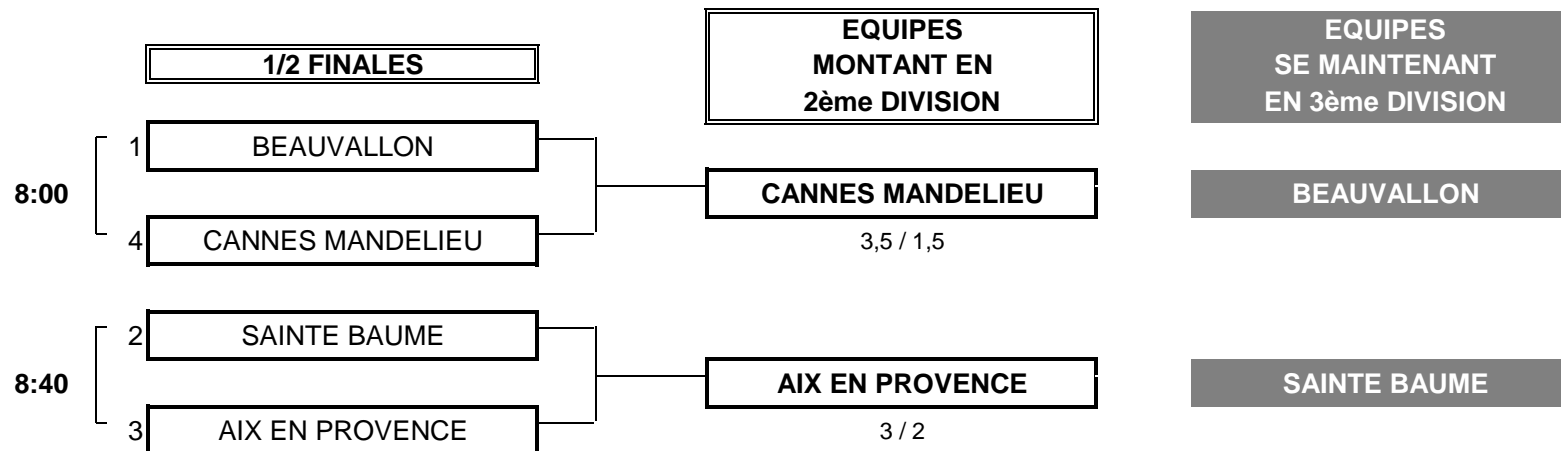 1/2 FINALES
EQUIPES
MONTANT EN
2ème DIVISION
EQUIPES
SE MAINTENANT
EN 3ème DIVISION
8:00
1 BEAUVALLON
4 CANNES MANDELIEU
CANNES MANDELIEU
3,5 / 1,5
BEAUVALLON
8:40
2 SAINTE BAUME
3 AIX EN PROVENCE
AIX EN PROVENCE
3 / 2
SAINTE BAUME